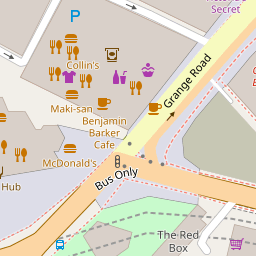 Secret
P
Collin's
Grange Road
Maki-san
Benjamin
Barker
Cafe
McDonald's
Bus Only
Hub
The Red
Box